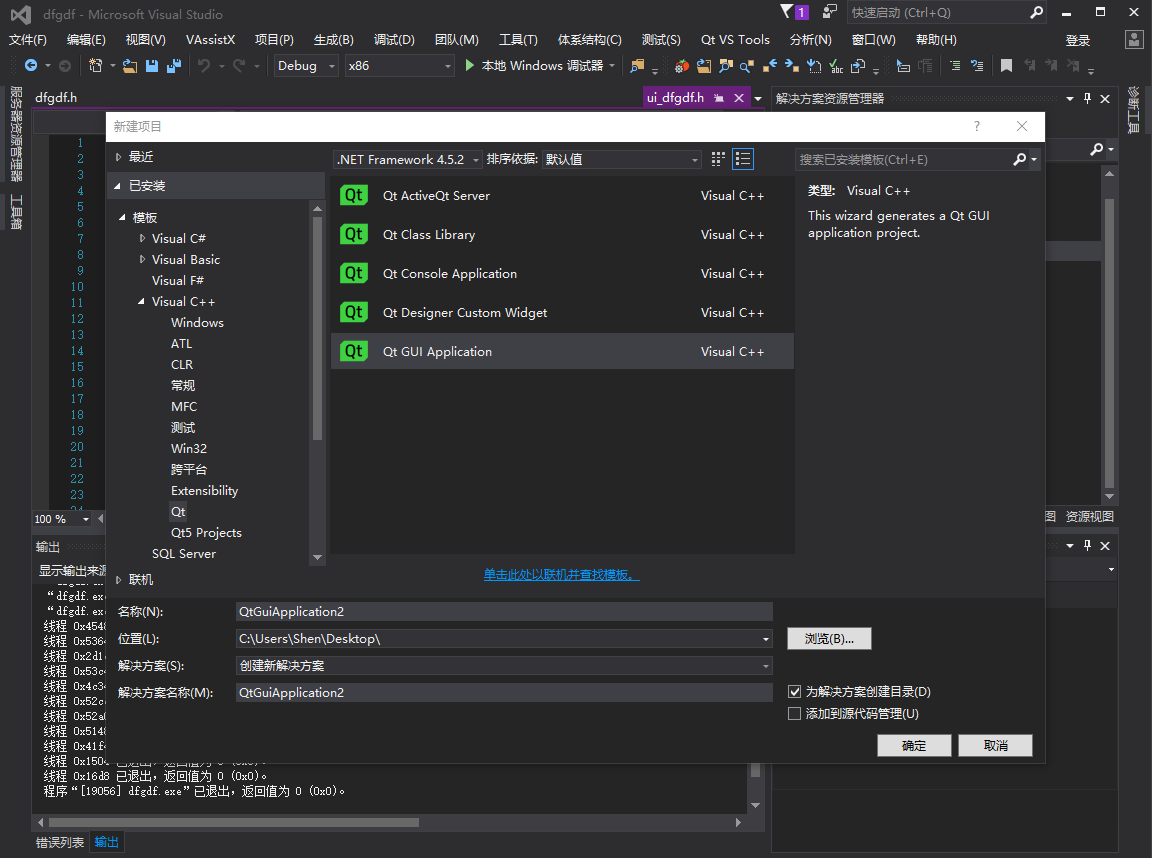 dfgdf - Microsoft Visual Studio
1
快速启动 (Ctrl+Q)
文件(F) 编辑(E) 视图(V) VAssistX 项目(P) 生成(B) 调试(D) 团队(M) 工具(T) 体系结构(C) 测试(S) Qt VS Tools 分析(N) 窗口(W) 帮助(H) 登录
Debug x86 本地 Windows 调试器
服务器资源管理器
工具箱
dfgdf.h ui_dfgdf.h
解决方案资源管理器
诊断工具
1
2
3
4
5
6
7
8
9
10
11
12
13
14
15
16
17
18
19
20
21
22
23
24
100 %
新建项目 ?
最近
.NET Framework 4.5.2 排序依据: 默认值
搜索已安装模板(Ctrl+E)
已安装
模板
Visual C#
Visual Basic
Visual F#
Visual C++
Windows
ATL
CLR
常规
MFC
测试
Win32
跨平台
Extensibility
Qt
Qt5 Projects
SQL Server
联机
Qt Qt ActiveQt Server Visual C++
Qt Qt Class Library Visual C++
Qt Qt Console Application Visual C++
Qt Qt Designer Custom Widget Visual C++
Qt Qt GUI Application Visual C++
类型: Visual C++
This wizard generates a Qt GUI
application project.
单击此处以联机并查找模板。
名称(N): QtGuiApplication2
位置(L): C:\Users\Shen\Desktop\ 浏览(B)...
解决方案(S): 创建新解决方案
解决方案名称(M): QtGuiApplication2
为解决方案创建目录(D)
添加到源代码管理(U)
确定 取消
图 资源视图
输出
显示输出来源
“dfgdf.ex
“dfgdf.ex
线程 0x454
线程 0x536
线程 0x2d1
线程 0x53c
线程 0x4c3
线程 0x52c
线程 0x52a
线程 0x514
线程 0x41f
线程 0x150 已退出，返回值为 0 (0x0)。
线程 0x16d8 已退出，返回值为 0 (0x0)。
程序“[19056] dfgdf.exe”已退出，返回值为 0 (0x0)。
错误列表 输出